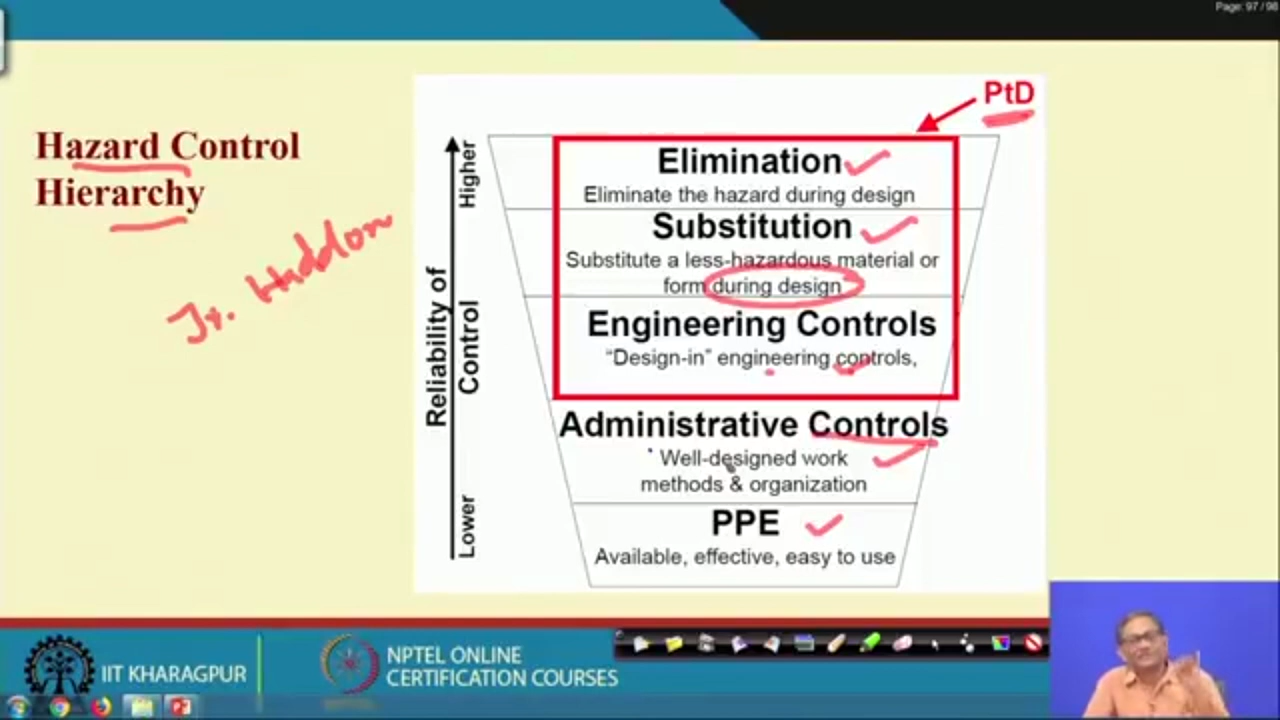 Page: 97 / 98
Hazard Control
Hierarchy
PtD
Higher
Reliability of
Control
Lower
Elimination
Eliminate the hazard during design
Substitution
Substitute a less-hazardous material or
form during design
Engineering Controls
“Design-in” engineering controls,
Administrative Controls
Well-designed work
methods & organization
PPE
Available, effective, easy to use
IIT KHARAGPUR
NPTEL ONLINE
CERTIFICATION COURSES